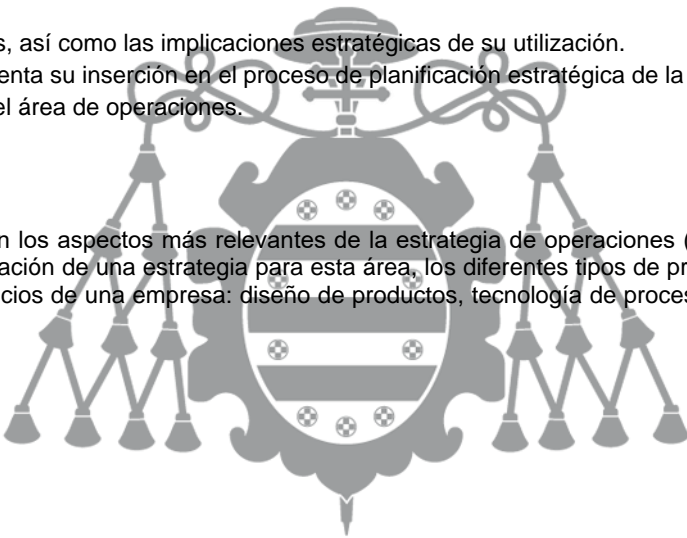 s, así como las implicaciones estratégicas de su utilización.
enta su inserción en el proceso de planificación estratégica de la
el área de operaciones.
n los aspectos más relevantes de la estrategia de operaciones (
ación de una estrategia para esta área, los diferentes tipos de pr
cios de una empresa: diseño de productos, tecnología de proces